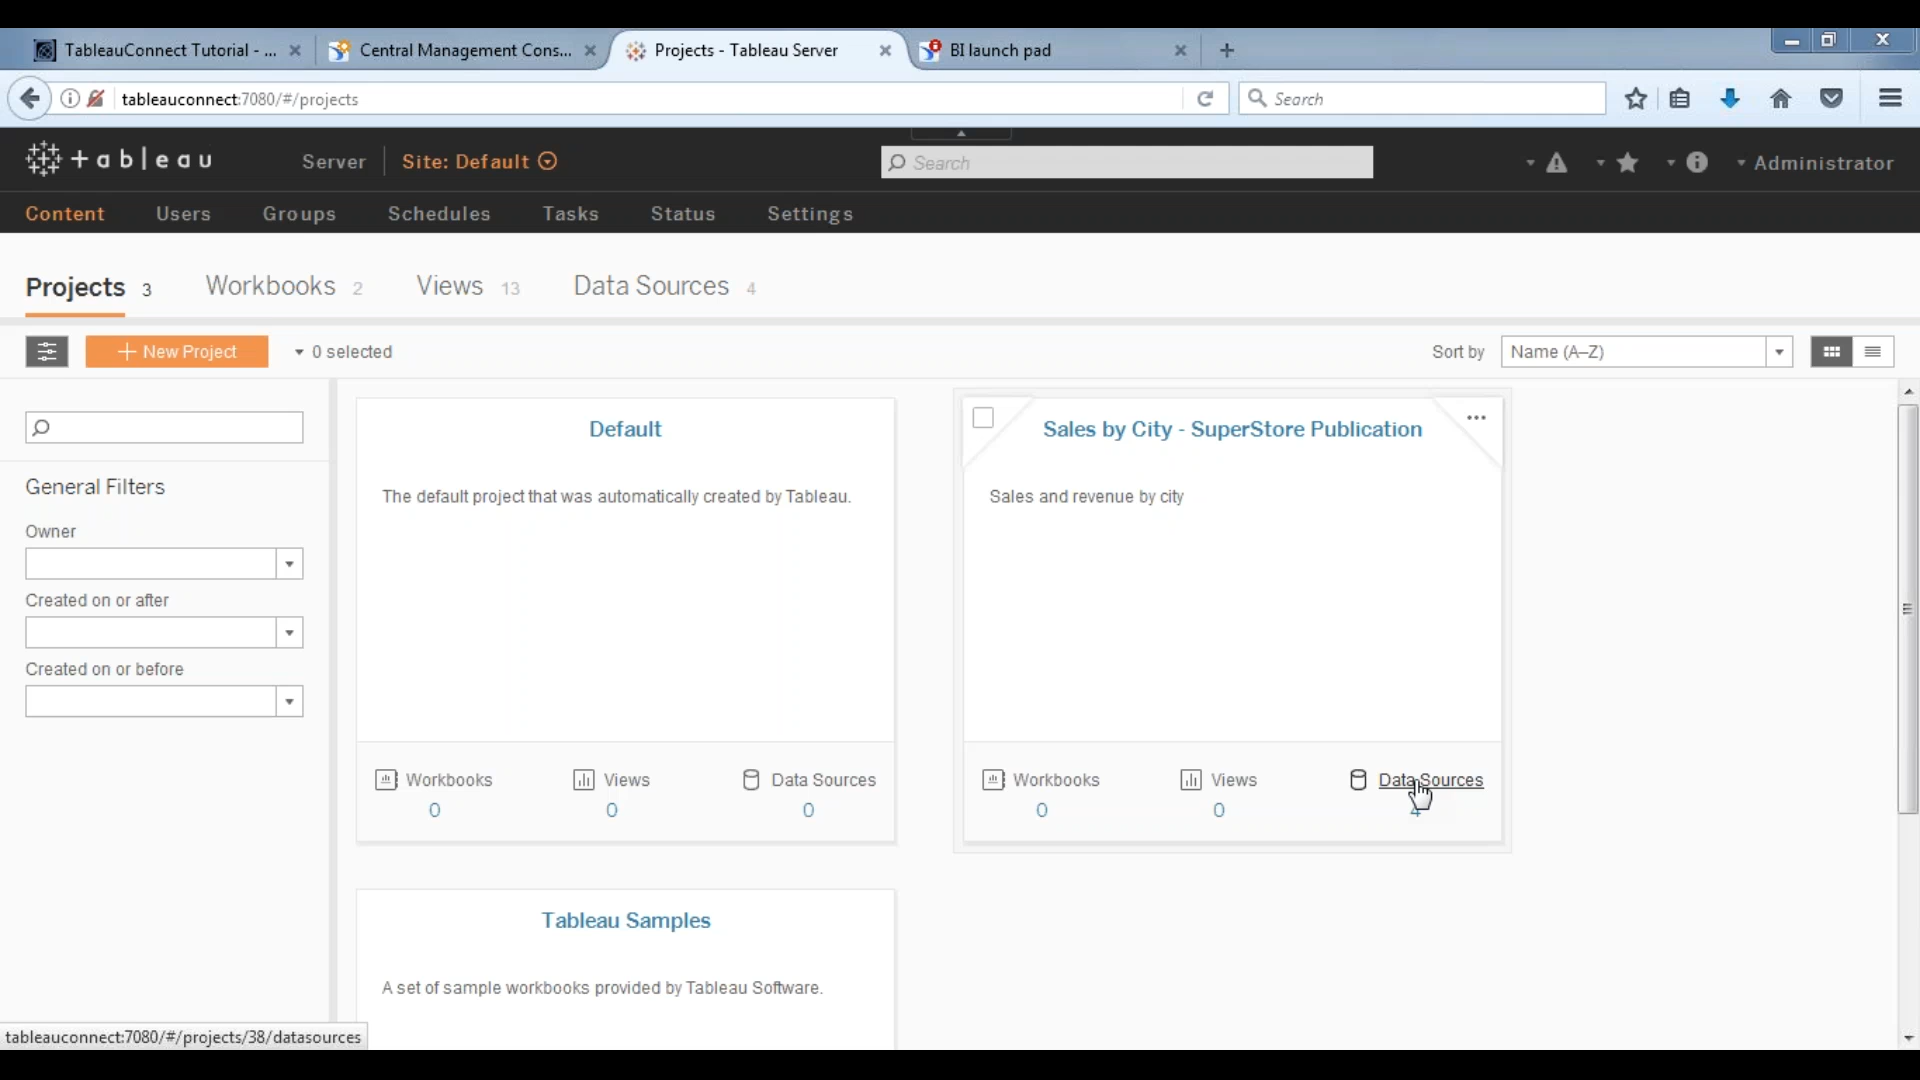 TableauConnect Tutorial - ...
Central Management Cons...
Projects - Tableau Server
BI launch pad
tableauconnect:7080/#/projects
Search
+ a b l e a u
Server
Site: Default
Search
Administrator
Content
Users
Groups
Schedules
Tasks
Status
Settings
Projects 3
Workbooks 2
Views 13
Data Sources 4
New Project
0 selected
Sort by
Name (A–Z)
General Filters
Owner
Created on or after
Created on or before
Default
The default project that was automatically created by Tableau.
Workbooks
0
Views
0
Data Sources
0
Sales by City - SuperStore Publication
Sales and revenue by city
Workbooks
0
Views
0
Data Sources
4
Tableau Samples
A set of sample workbooks provided by Tableau Software.
tableauconnect:7080/#/projects/38/datasources